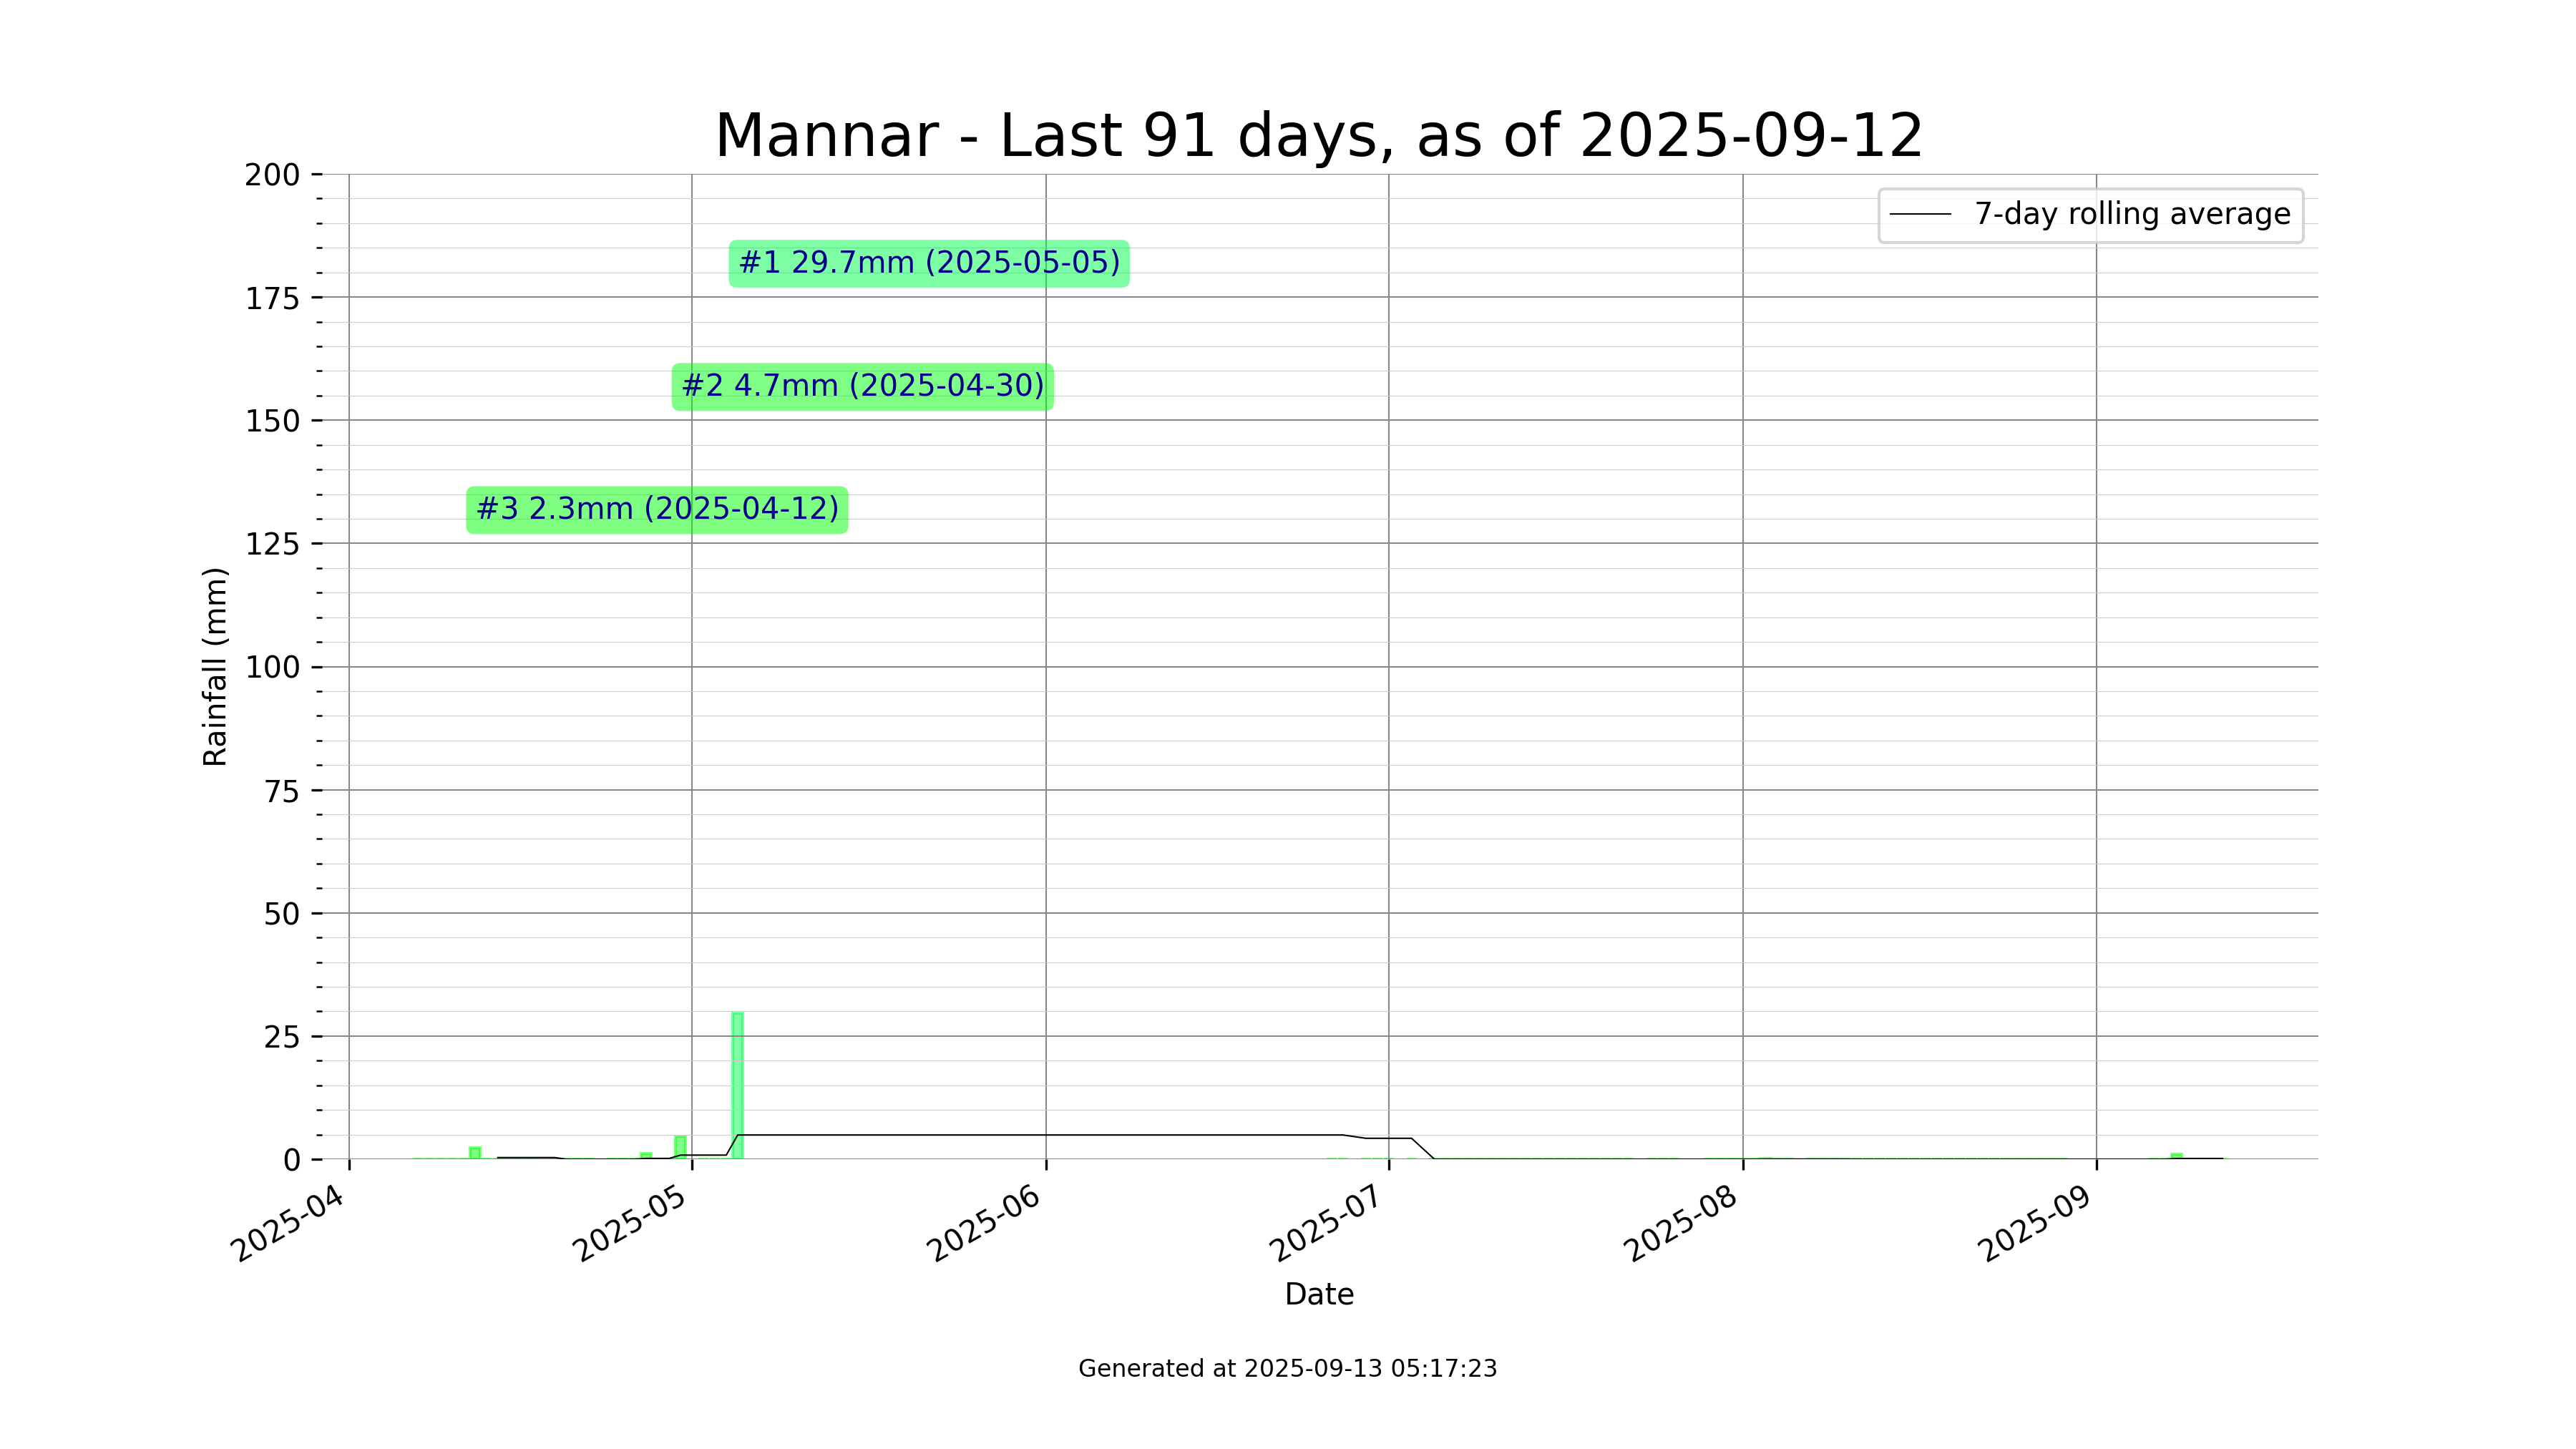 Mannar - Last 91 days, as of 2025-09-12
7-day rolling average
200
175
150
125
100
75
50
25
0
Rainfall (mm)
#1 29.7mm (2025-05-05)
#2 4.7mm (2025-04-30)
#3 2.3mm (2025-04-12)
2025-04
2025-05
2025-06
2025-07
2025-08
2025-09
Date
Generated at 2025-09-13 05:17:23